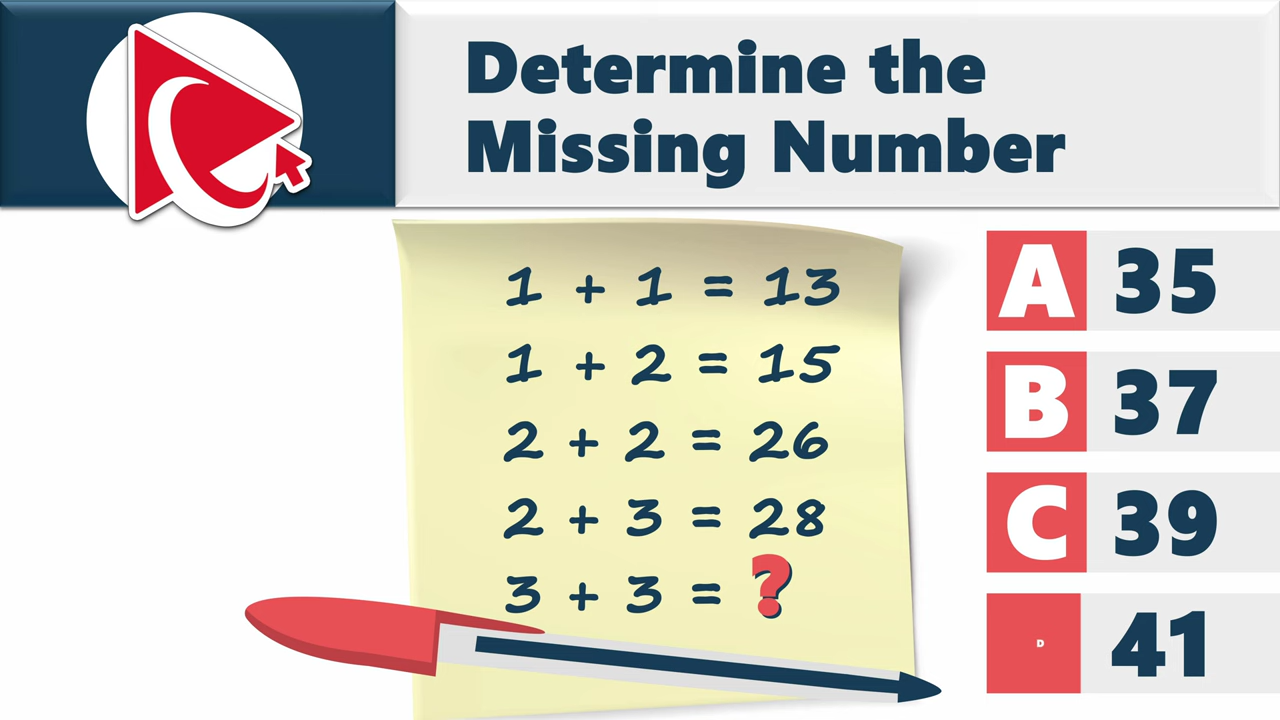 Determine the
Missing Number
1 + 1 = 13
1 + 2 = 15
2 + 2 = 26
2 + 3 = 28
3 + 3 = ?
A 35
B 37
C 39
D 41